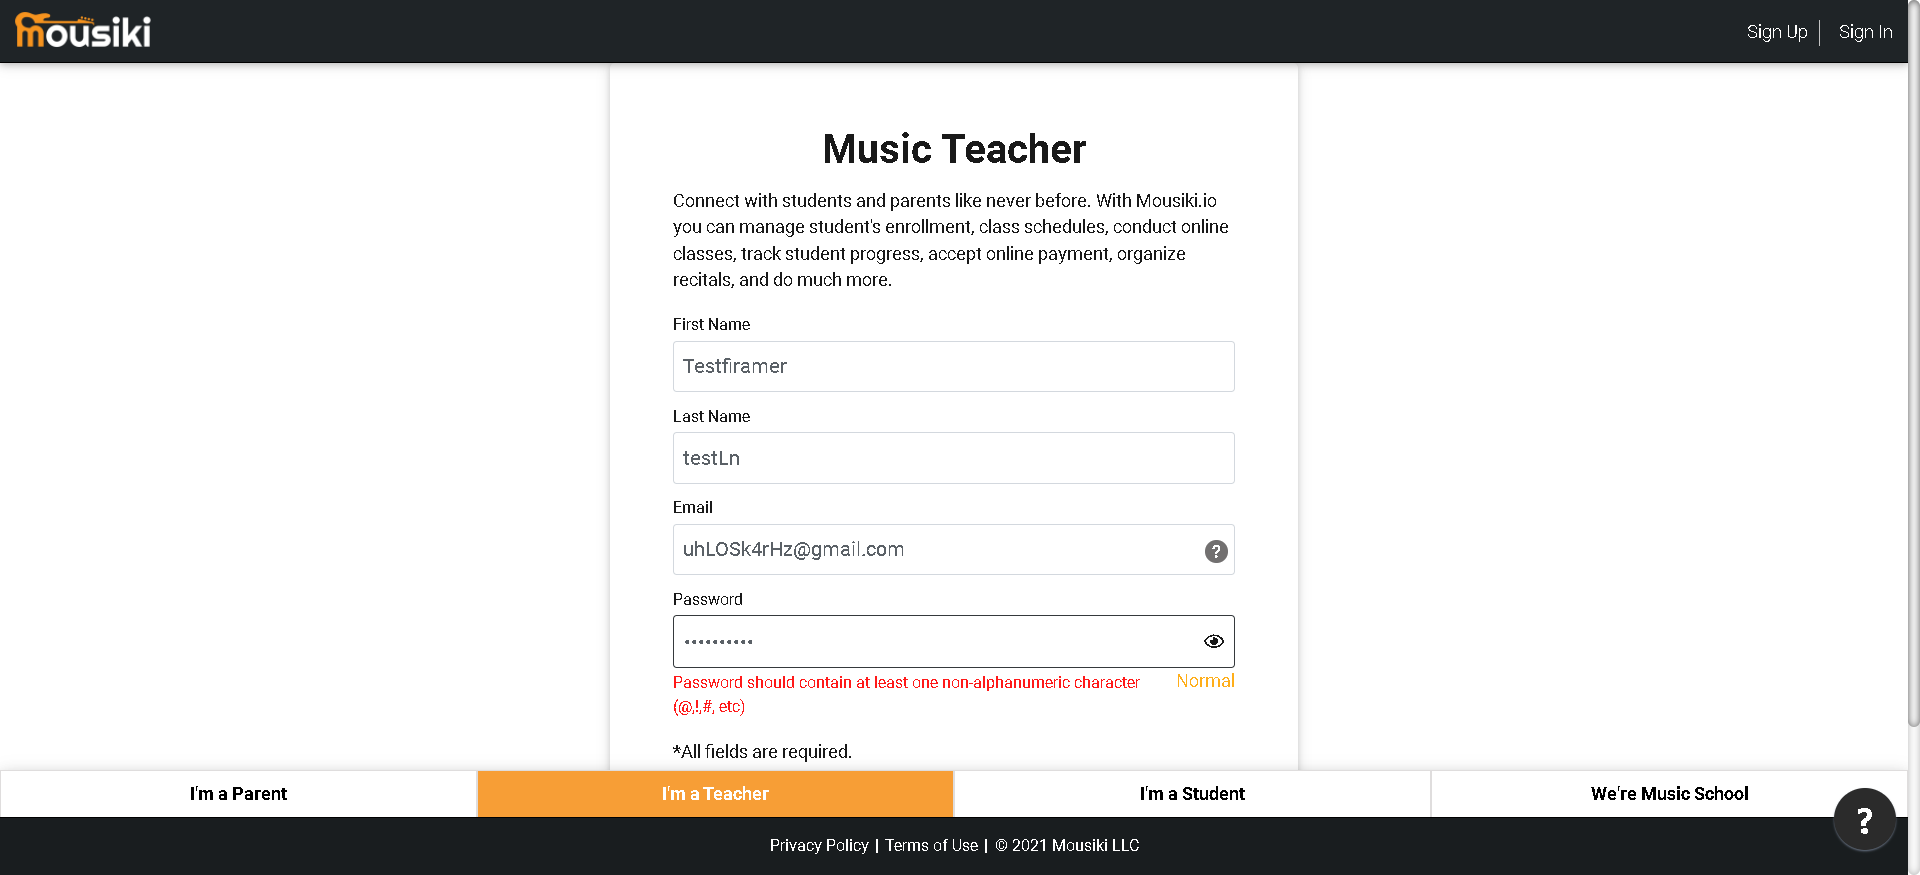 mousiki
Sign Up
Sign In
Music Teacher
Connect with students and parents like never before. With Mousiki.io
you can manage student's enrollment, class schedules, conduct online
classes, track student progress, accept online payment, organize
recitals, and do much more.
First Name
Testfiramer
Last Name
testLn
Email
uhLOSk4rHz@gmail.com
?
Password
••••••••••
Password should contain at least one non-alphanumeric character
(@,!,#, etc)
Normal
*All fields are required.
I'm a Parent
I'm a Teacher
I'm a Student
We're Music School
?
Privacy Policy | Terms of Use | © 2021 Mousiki LLC